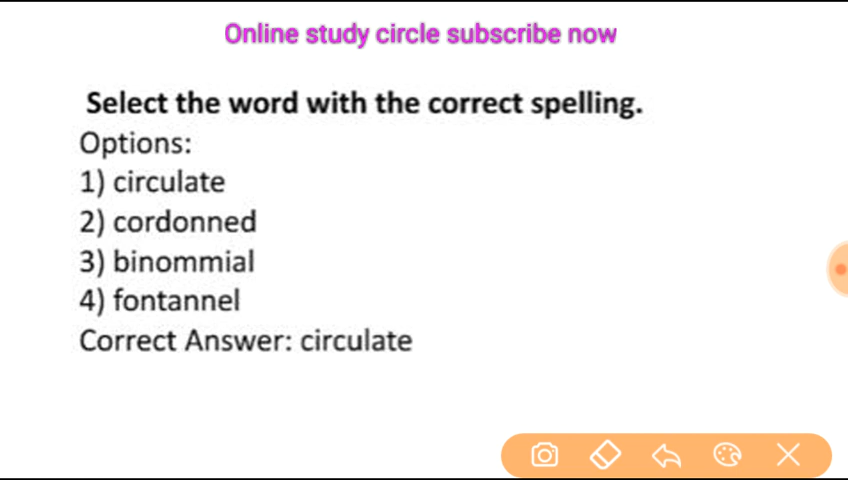 Online study circle subscribe now
Select the word with the correct spelling.
Options:
1) circulate
2) cordonned
3) binommial
4) fontannel
Correct Answer: circulate